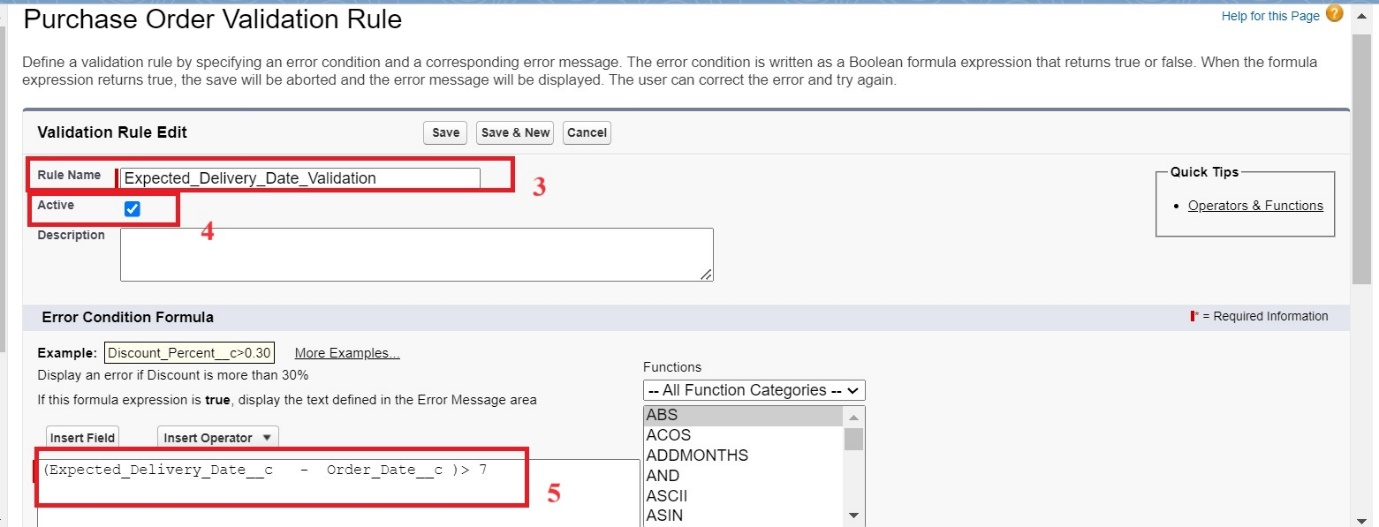 Purchase Order Validation Rule
Help for this Page ?
Define a validation rule by specifying an error condition and a corresponding error message. The error condition is written as a Boolean formula expression that returns true or false. When the formula
expression returns true, the save will be aborted and the error message will be displayed. The user can correct the error and try again.
Validation Rule Edit
Save
Save & New
Cancel
Rule Name
Expected_Delivery_Date_Validation
3
Active
4
Description
Quick Tips
• Operators & Functions
Error Condition Formula
* = Required Information
Example:
Discount_Percent__c>0.30
More Examples...
Display an error if Discount is more than 30%
If this formula expression is true, display the text defined in the Error Message area
Functions
-- All Function Categories --
Insert Field
Insert Operator
ABS
ACOS
ADDMONTHS
AND
ASCII
ASIN
(Expected_Delivery_Date__c - Order_Date__c )> 7
5